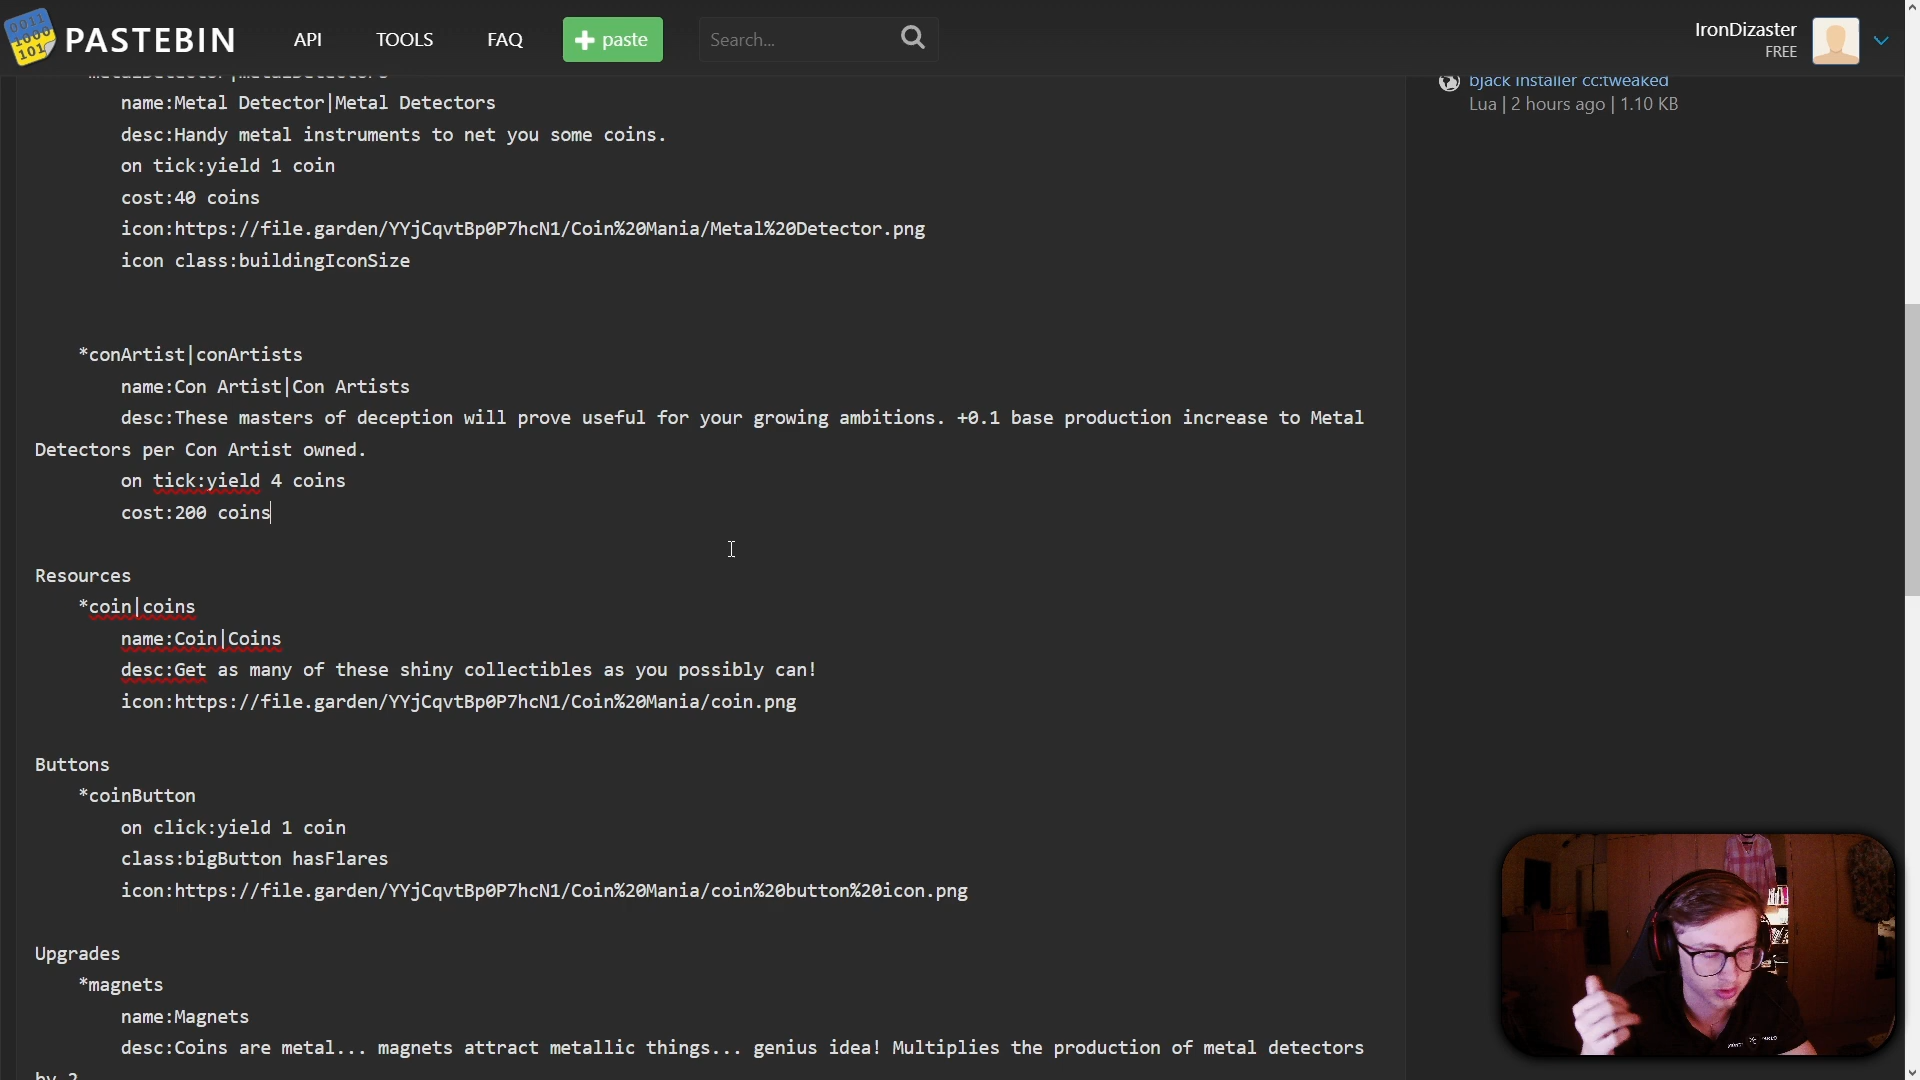 PASTEBIN API TOOLS FAQ + paste Search... IronDizaster
FREE
bjack installer cc:tweaked
Lua | 2 hours ago | 1.10 KB
name:Metal Detector|Metal Detectors
desc:Handy metal instruments to net you some coins.
on tick:yield 1 coin
cost:40 coins
icon:https://file.garden/YYjCqvtBp0P7hcN1/Coin%20Mania/Metal%20Detector.png
icon class:buildingIconSize
*conArtist|conArtists
name:Con Artist|Con Artists
desc:These masters of deception will prove useful for your growing ambitions. +0.1 base production increase to Metal
Detectors per Con Artist owned.
on tick:yield 4 coins
cost:200 coins
Resources
*coin|coins
name:Coin|Coins
desc:Get as many of these shiny collectibles as you possibly can!
icon:https://file.garden/YYjCqvtBp0P7hcN1/Coin%20Mania/coin.png
Buttons
*coinButton
on click:yield 1 coin
class:bigButton hasFlares
icon:https://file.garden/YYjCqvtBp0P7hcN1/Coin%20Mania/coin%20button%20icon.png
Upgrades
*magnets
name:Magnets
desc:Coins are metal... magnets attract metallic things... genius idea! Multiplies the production of metal detectors
by 2